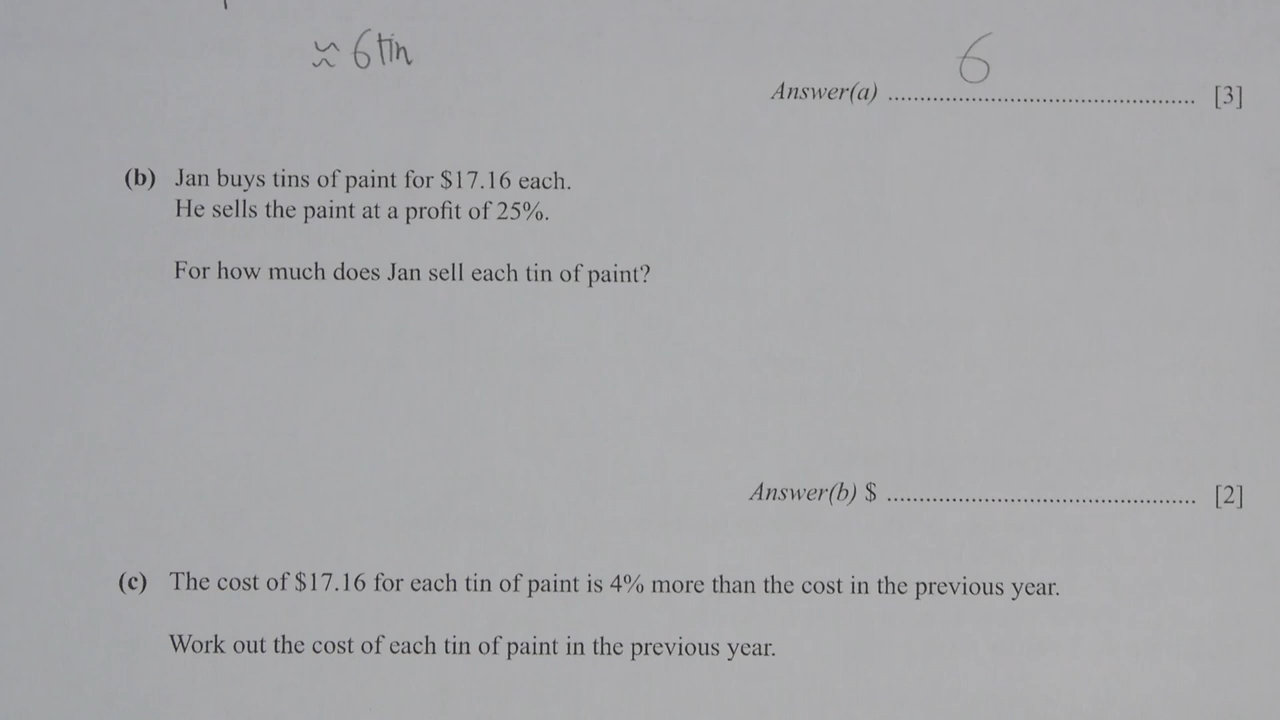 ≈ 6 tin
6
Answer(a) ................................................ [3]
(b) Jan buys tins of paint for $17.16 each.
He sells the paint at a profit of 25%.
For how much does Jan sell each tin of paint?
Answer(b) $ ................................................ [2]
(c) The cost of $17.16 for each tin of paint is 4% more than the cost in the previous year.
Work out the cost of each tin of paint in the previous year.